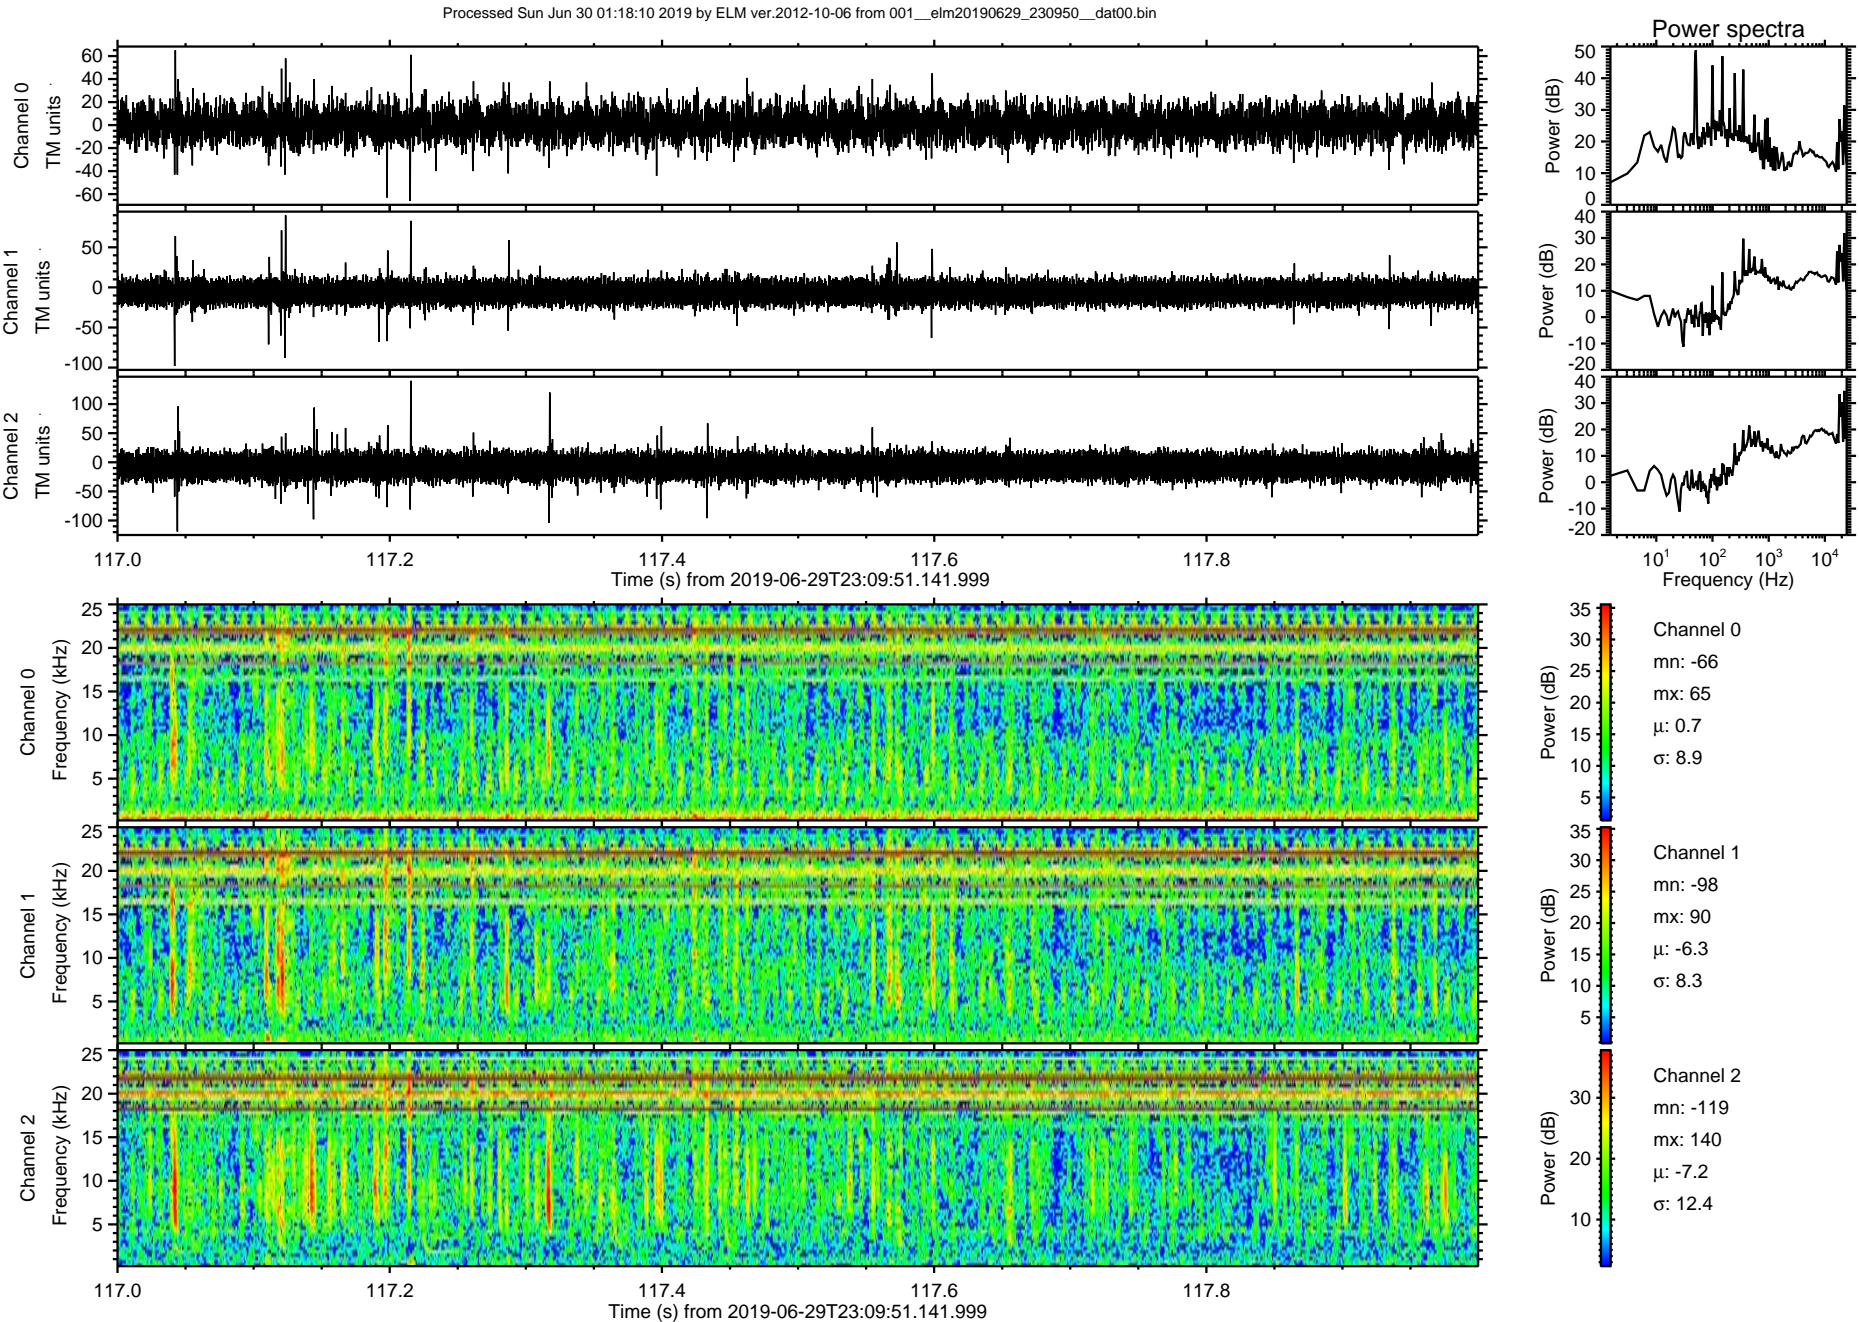 Processed Sun Jun 30 01:18:10 2019 by ELM ver.2012-10-06 from 001__elm20190629_230950__dat00.bin
Power spectra
Channel 0
TM units
60
40
20
0
-20
-40
-60
Power (dB)
50
40
30
20
10
0
Channel 1
TM units
50
0
-50
-100
Power (dB)
40
30
20
10
0
-10
-20
Channel 2
TM units
100
50
0
-50
-100
Power (dB)
40
30
20
10
0
-10
-20
117.0 117.2 117.4 117.6 117.8
Time (s) from 2019-06-29T23:09:51.141.999
10^1 10^2 10^3 10^4
Frequency (Hz)
Channel 0
Frequency (kHz)
25
20
15
10
5
Power (dB)
35
30
25
20
15
10
5
Channel 0
mn: -66
mx: 65
μ: 0.7
σ: 8.9
Channel 1
Frequency (kHz)
25
20
15
10
5
Power (dB)
35
30
25
20
15
10
5
Channel 1
mn: -98
mx: 90
μ: -6.3
σ: 8.3
Channel 2
Frequency (kHz)
25
20
15
10
5
Power (dB)
30
20
10
Channel 2
mn: -119
mx: 140
μ: -7.2
σ: 12.4
117.0 117.2 117.4 117.6 117.8
Time (s) from 2019-06-29T23:09:51.141.999